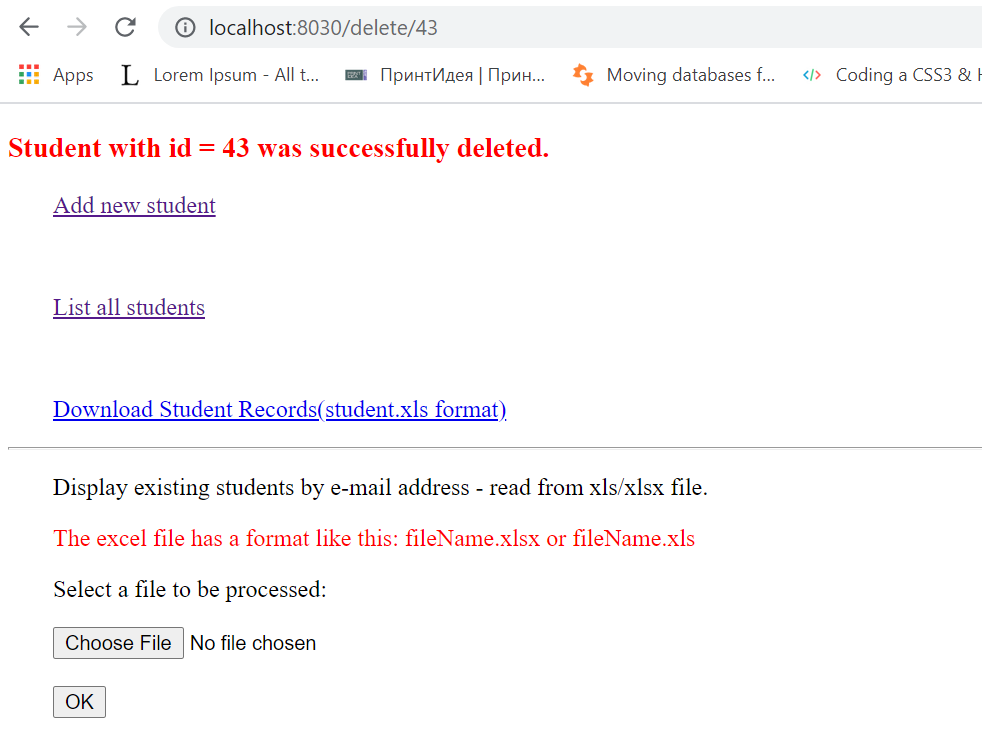 localhost:8030/delete/43
Apps L Lorem Ipsum - All t... ПринтИдея | Прин... Moving databases f... </> Coding a CSS3 & H
Student with id = 43 was successfully deleted.
Add new student
List all students
Download Student Records(student.xls format)
Display existing students by e-mail address - read from xls/xlsx file.
The excel file has a format like this: fileName.xlsx or fileName.xls
Select a file to be processed:
Choose File No file chosen
OK